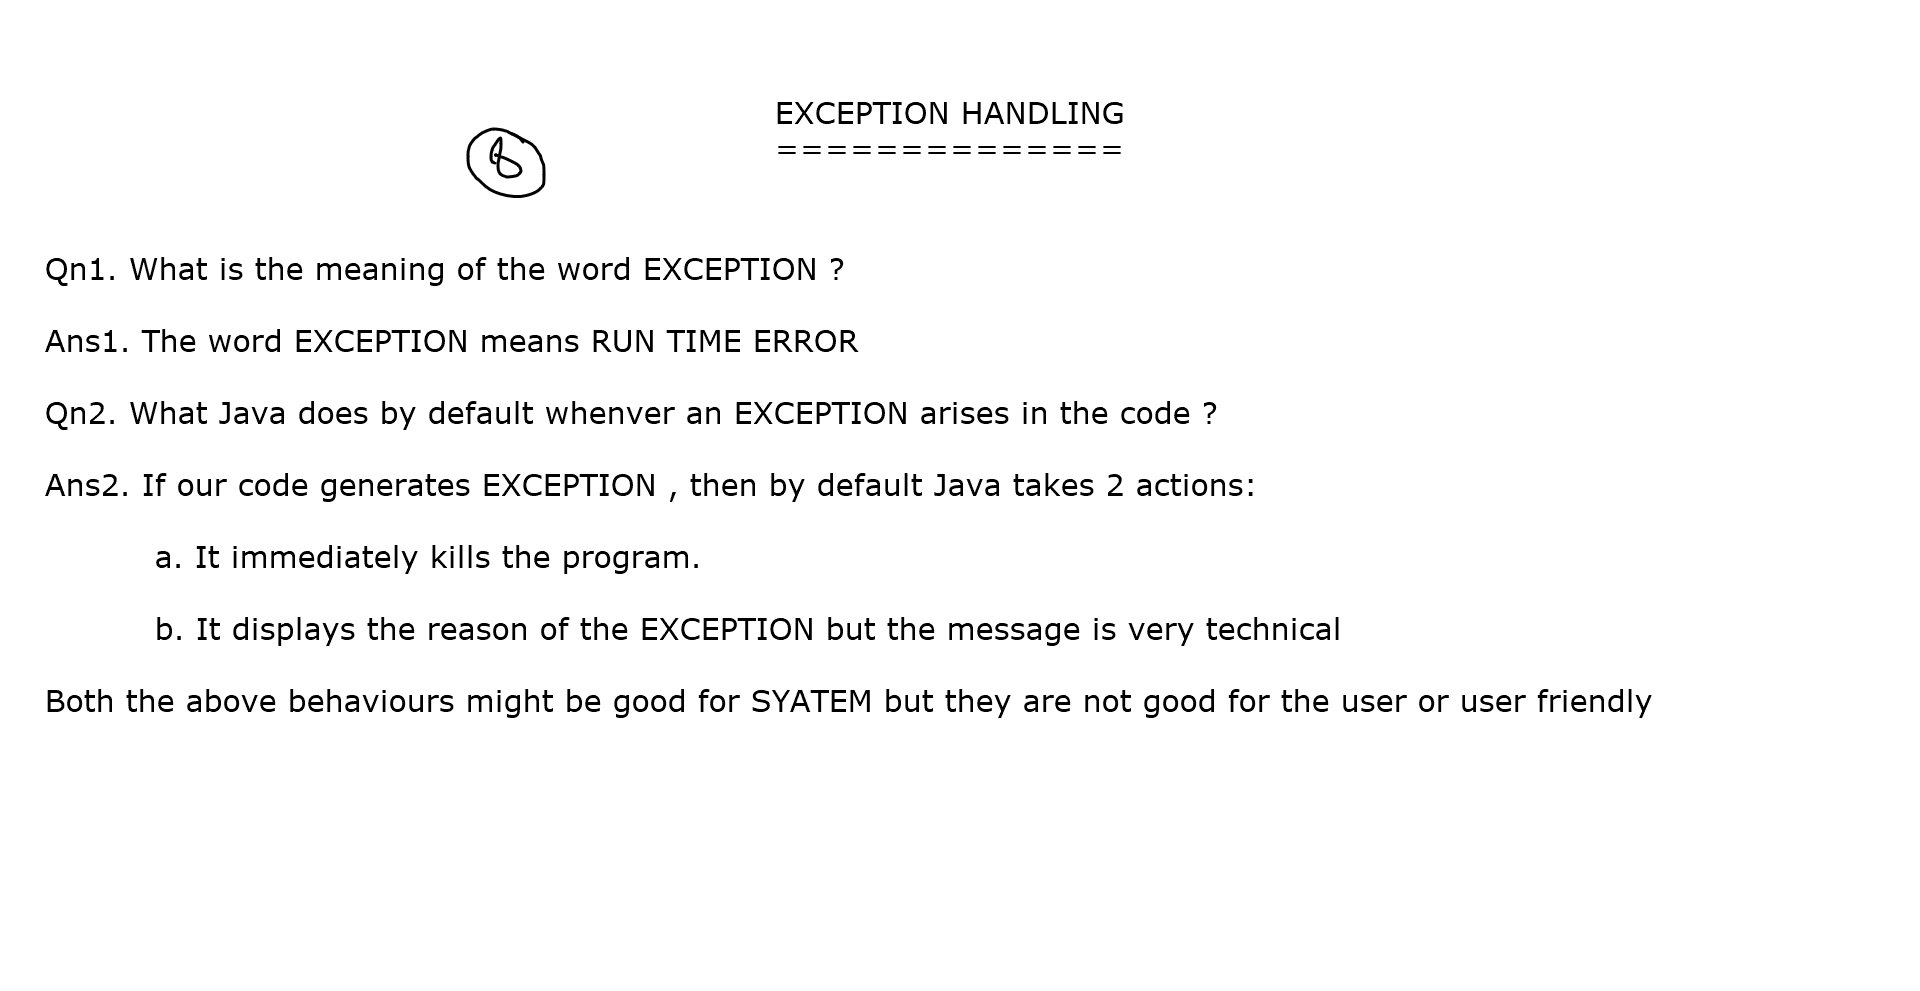 EXCEPTION HANDLING
==============
8
Qn1. What is the meaning of the word EXCEPTION ?
Ans1. The word EXCEPTION means RUN TIME ERROR
Qn2. What Java does by default whenver an EXCEPTION arises in the code ?
Ans2. If our code generates EXCEPTION , then by default Java takes 2 actions:
a. It immediately kills the program.
b. It displays the reason of the EXCEPTION but the message is very technical
Both the above behaviours might be good for SYATEM but they are not good for the user or user friendly